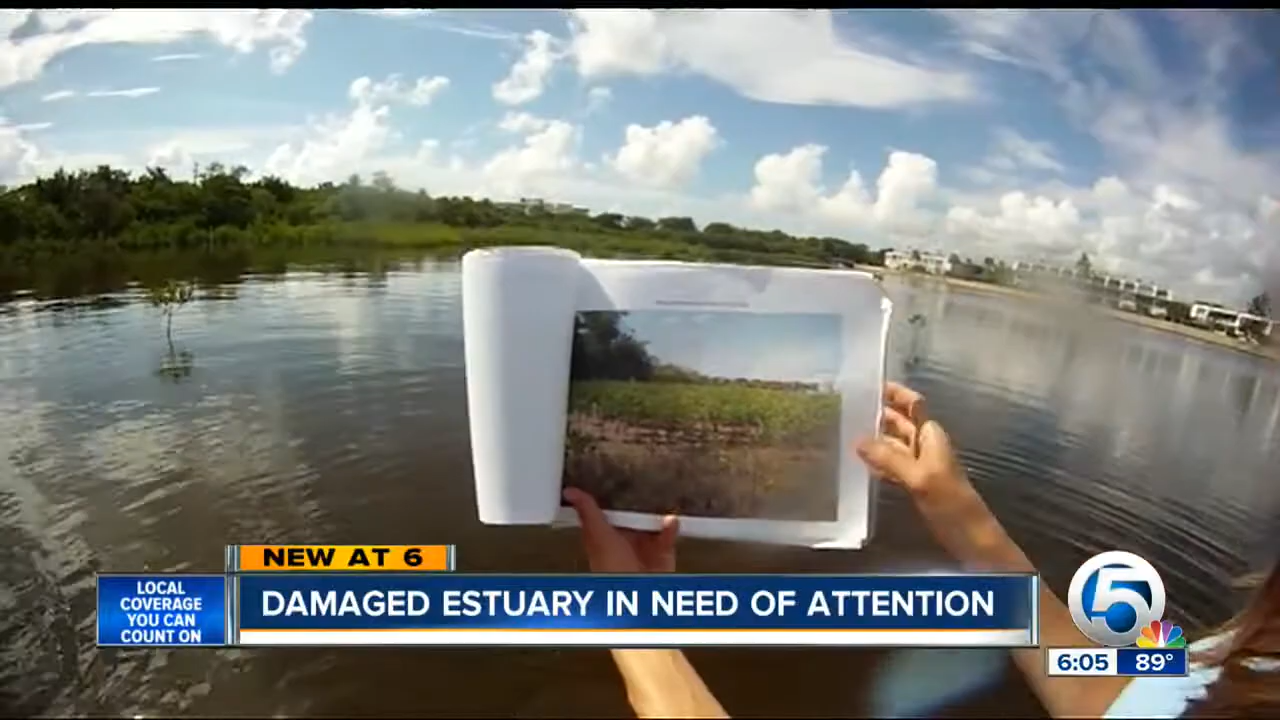 NEW AT 6
LOCAL
COVERAGE
YOU CAN
COUNT ON
DAMAGED ESTUARY IN NEED OF ATTENTION
5
6:05 89°